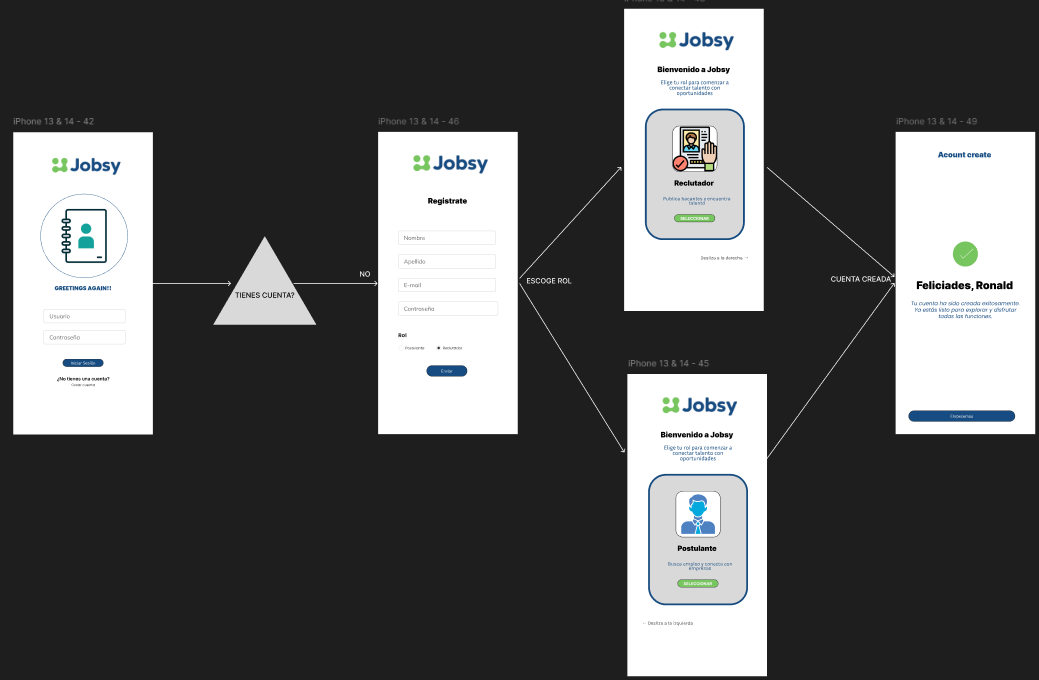 iPhone 13 & 14 - 42
Jobsy
GREETINGS AGAIN!!
Usuario
Contraseña
Iniciar Sesión
¿No tienes una cuenta?
TIENES CUENTA?
NO
iPhone 13 & 14 - 46
Jobsy
Registrate
Nombre
Apellido
E-mail
Contraseña
Rol
Postulante
Reclutador
Enviar
ESCOGE ROL
Jobsy
Bienvenido a Jobsy
Elige tu rol para comenzar a
conectar talento con
oportunidades
Reclutador
Publica vacantes y encuentra
talento
SELECCIONAR
Desliza a la derecha →
iPhone 13 & 14 - 45
Jobsy
Bienvenido a Jobsy
Elige tu rol para comenzar a
conectar talento con
oportunidades
Postulante
Busca empleo y conecta con
empresas
SELECCIONAR
← Desliza a la izquierda
CUENTA CREADA
iPhone 13 & 14 - 49
Acount create
Feliciades, Ronald
Tu cuenta ha sido creada exitosamente.
Ya estás listo para explorar y disfrutar
todas las funciones.